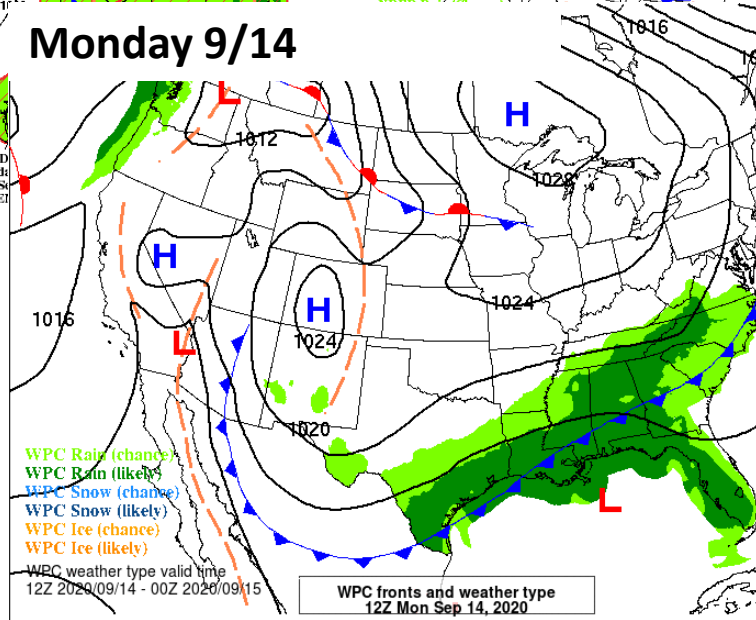 Monday 9/14
1016
L
H
1012
1028
H
H
1024
1024
1016
L
1020
L
WPC Rain (chance)
WPC Rain (likely)
WPC Snow (chance)
WPC Snow (likely)
WPC Ice (chance)
WPC Ice (likely)
WPC weather type valid time
12Z 2020/09/14 - 00Z 2020/09/15
WPC fronts and weather type
12Z Mon Sep 14, 2020